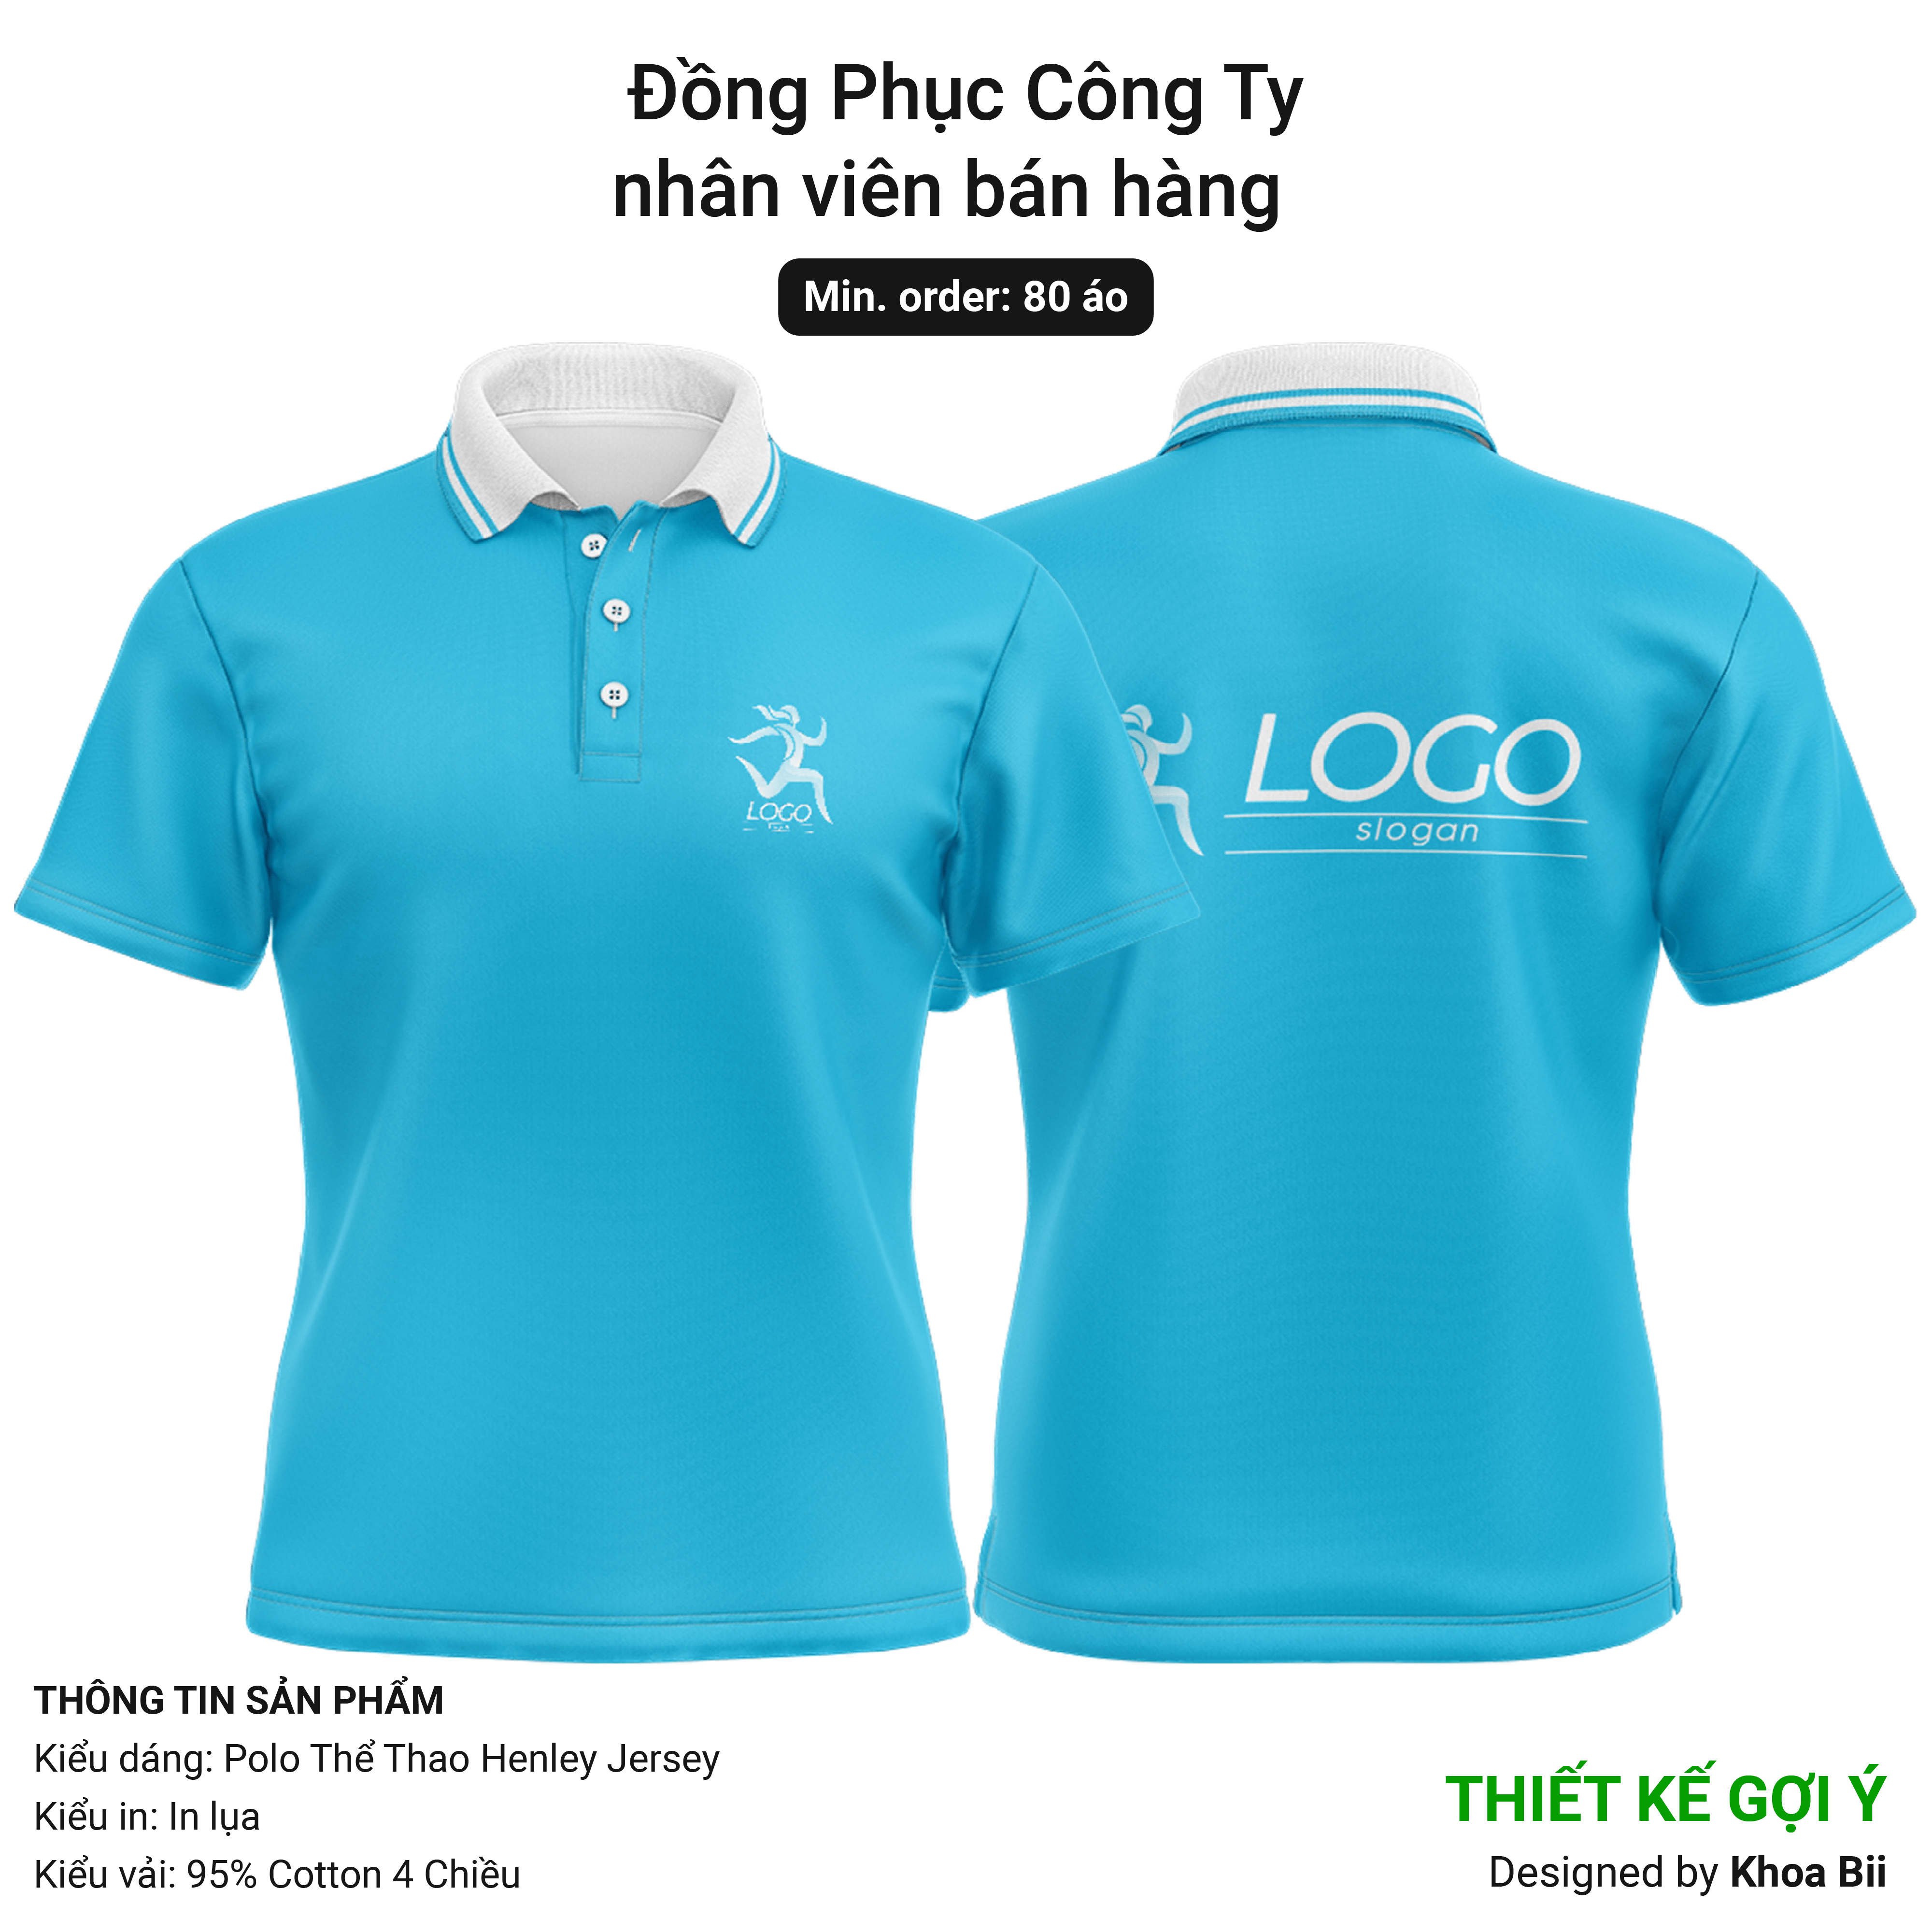 Đồng Phục Công Ty
nhân viên bán hàng
Min. order: 80 áo
LOGO
LOGO
slogan
THÔNG TIN SẢN PHẨM
Kiểu dáng: Polo Thể Thao Henley Jersey
Kiểu in: In lụa
Kiểu vải: 95% Cotton 4 Chiều
THIẾT KẾ GỢI Ý
Designed by Khoa Bii